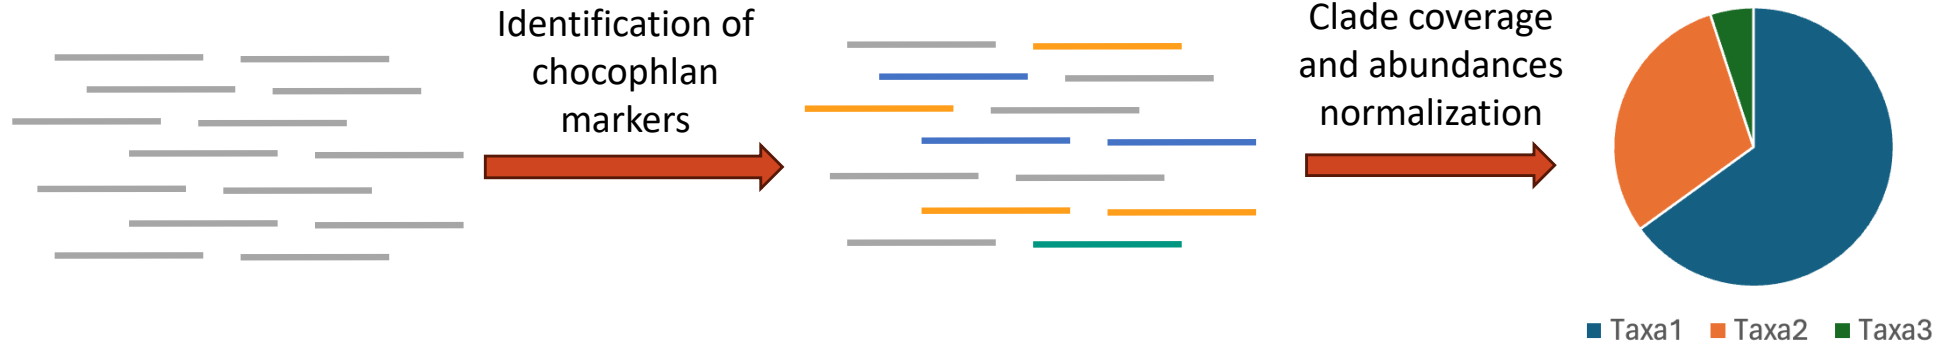 Identification of
chocophlan
markers
Clade coverage
and abundances
normalization
Taxa1 Taxa2 Taxa3